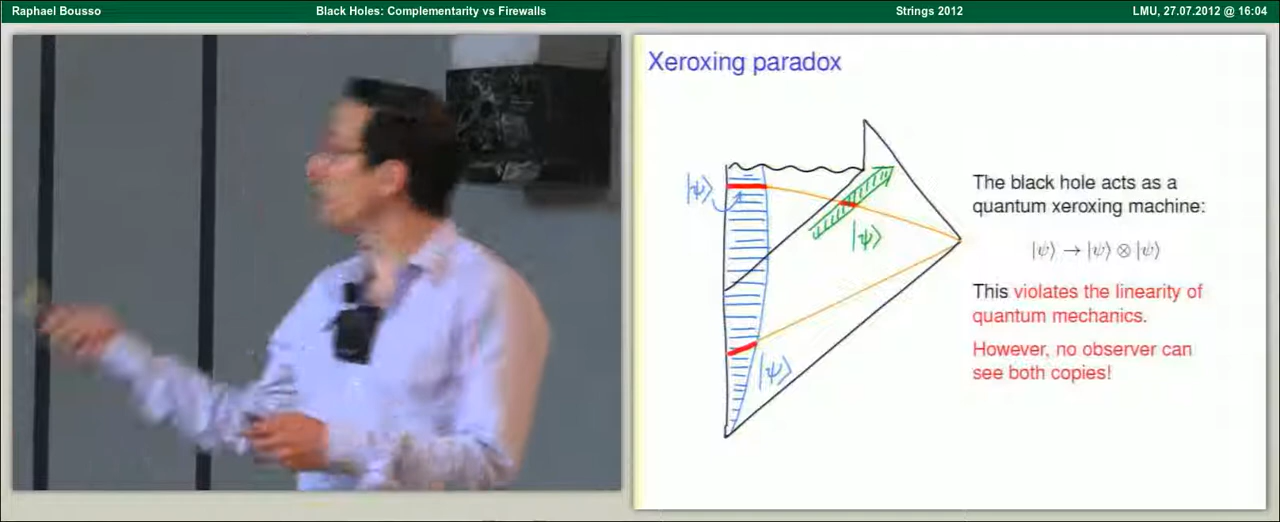 Raphael Bousso
Black Holes: Complementarity vs Firewalls
Strings 2012
LMU, 27.07.2012 @ 16:04
Xeroxing paradox
|ψ⟩
|ψ⟩
|ψ⟩
The black hole acts as a
quantum xeroxing machine:
|ψ⟩ → |ψ⟩ ⊗ |ψ⟩
This violates the linearity of
quantum mechanics.
However, no observer can
see both copies!